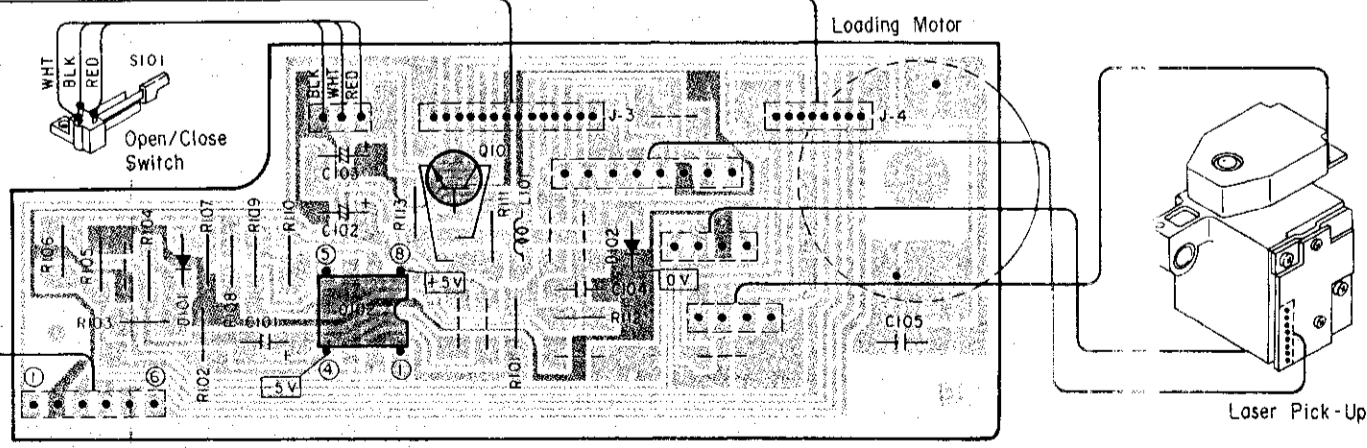 Loading Motor
WHT
BLK
RED
S101
Open/Close
Switch
BLK
WHT
RED
J-3
J-4
C103
C102
R113
R111
L101
D102
R106
R105
R104
R107
R109
R110
⑤
⑧
+5V
0V
C104
R112
R103
D101
R108
C101
R102
R101
C105
④
①
-5V
①
⑥
Laser Pick-Up